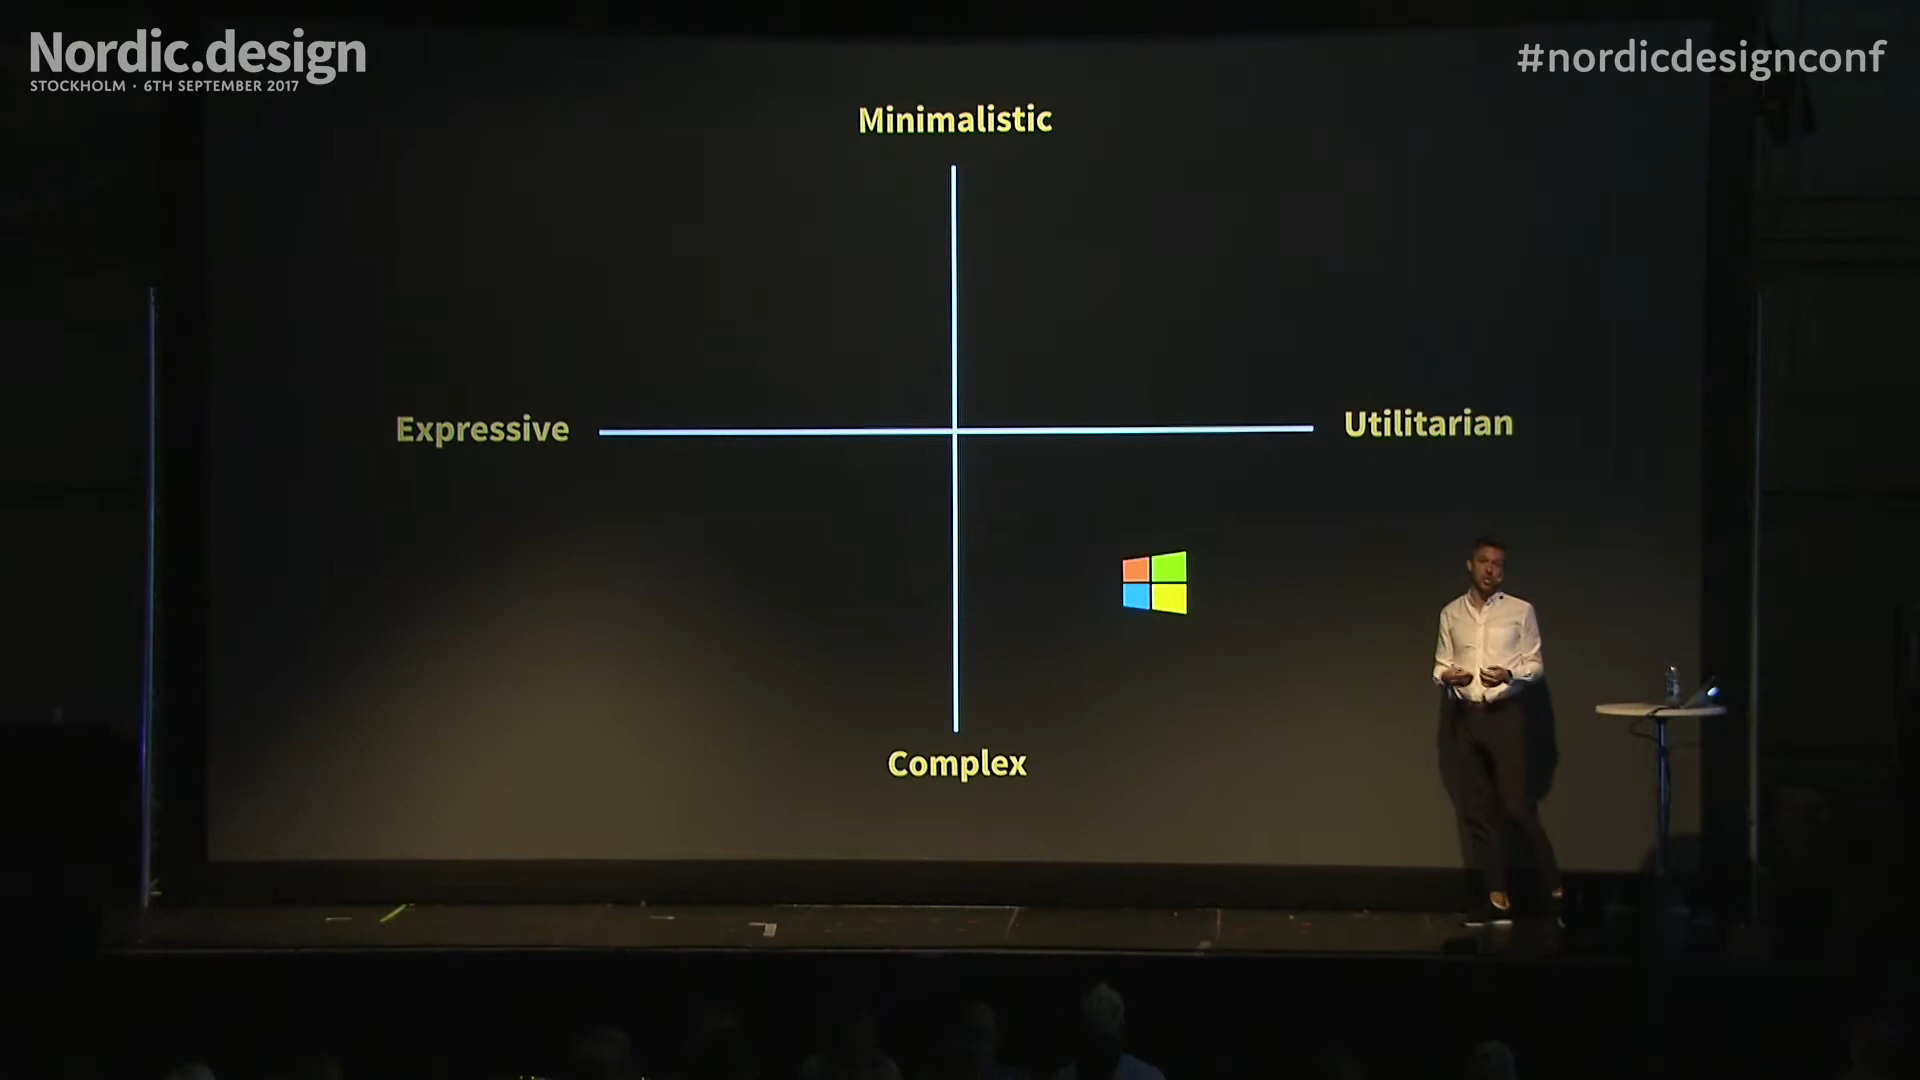 Nordic.design
STOCKHOLM · 6TH SEPTEMBER 2017
#nordicdesignconf
Minimalistic
Expressive
Utilitarian
Complex